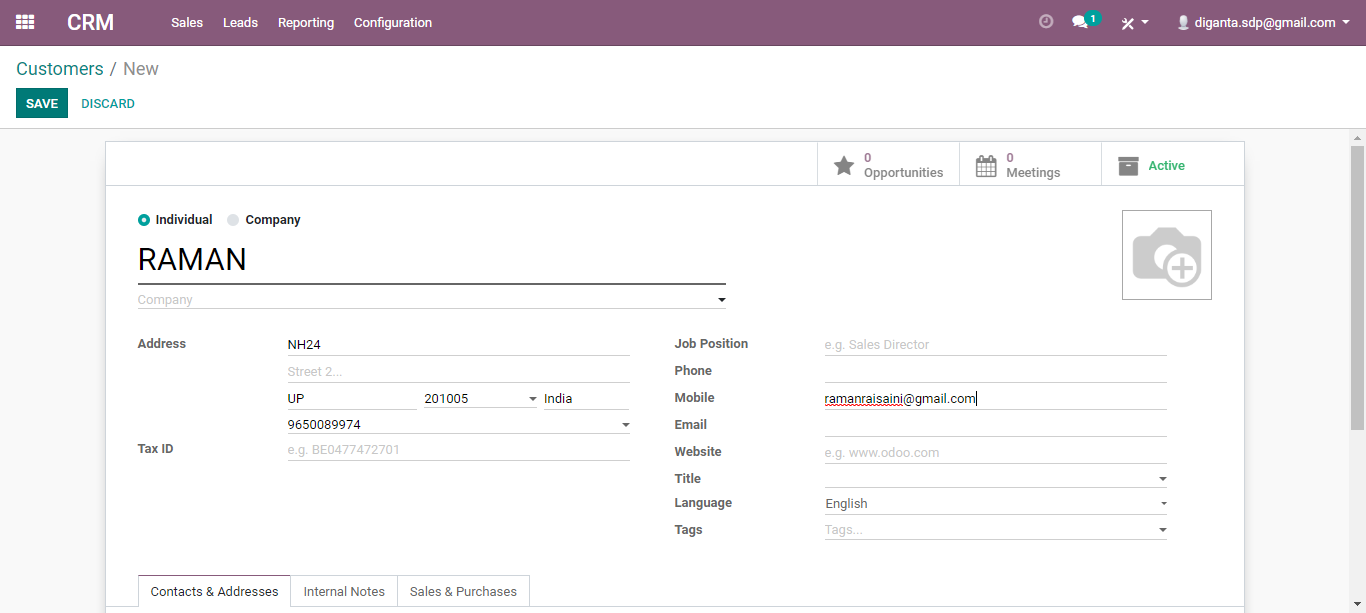 CRM Sales Leads Reporting Configuration 1 diganta.sdp@gmail.com
Customers / New
SAVE DISCARD
0 Opportunities 0 Meetings Active
Individual Company
RAMAN
Company
Address NH24 Job Position e.g. Sales Director
Street 2... Phone
UP 201005 India Mobile ramanraisaini@gmail.com
9650089974 Email
Tax ID e.g. BE0477472701 Website e.g. www.odoo.com
Title
Language English
Tags Tags...
Contacts & Addresses Internal Notes Sales & Purchases